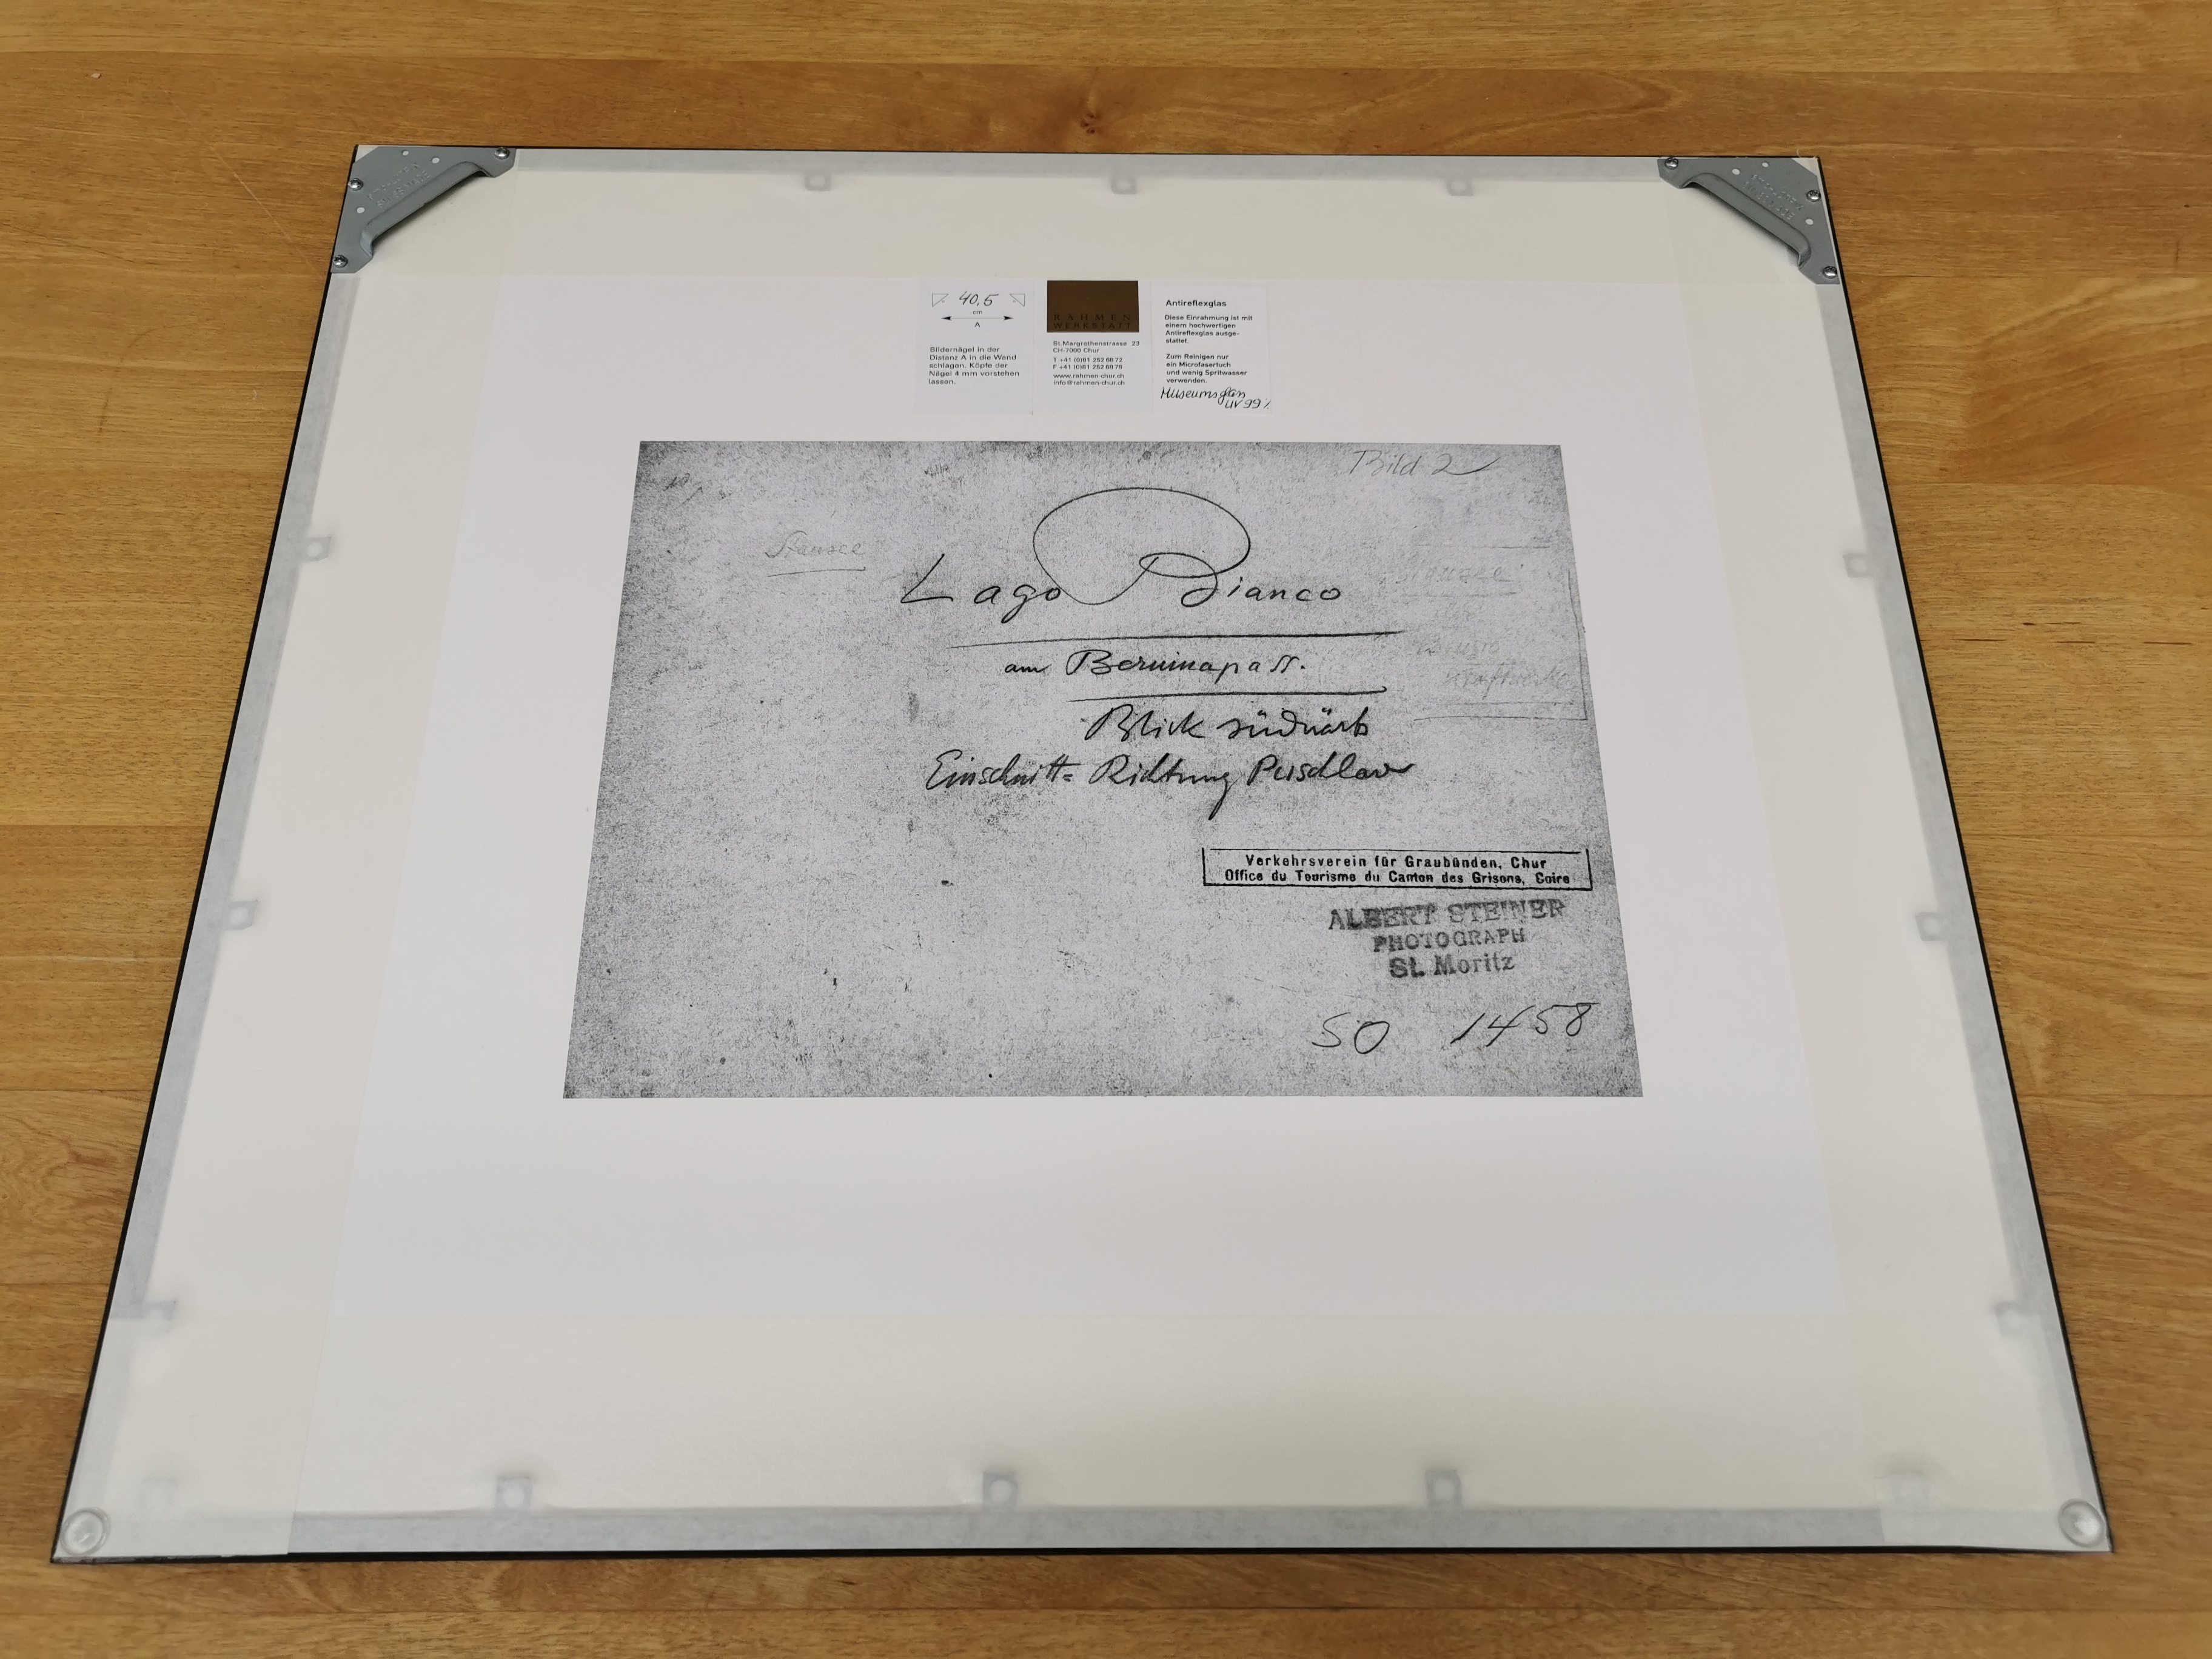 40,5
cm
A
Bildernägel in der
Distanz A in die Wand
schlagen. Köpfe der
Nägel 4 mm vorstehen
lassen.
RAHMEN
WERKSTATT
St.Margrethenstrasse 23
CH-7000 Chur
T +41 (0)81 252 68 72
F +41 (0)81 252 68 78
www.rahmen-chur.ch
info@rahmen-chur.ch
Antireflexglas
Diese Einrahmung ist mit
einem hochwertigen
Antireflexglas ausge-
stattet.
Zum Reinigen nur
ein Microfasertuch
und wenig Spritwasser
verwenden.
Museumsglas
UV 99%
Bild 2
Lago Bianco
am Berninapass.
Blick südwärts
Einschnitt= Richtung Puschlav
Verkehrsverein für Graubünden, Chur
Office du Tourisme du Canton des Grisons, Coire
ALBERT STEINER
PHOTOGRAPH
St. Moritz
SO 1458